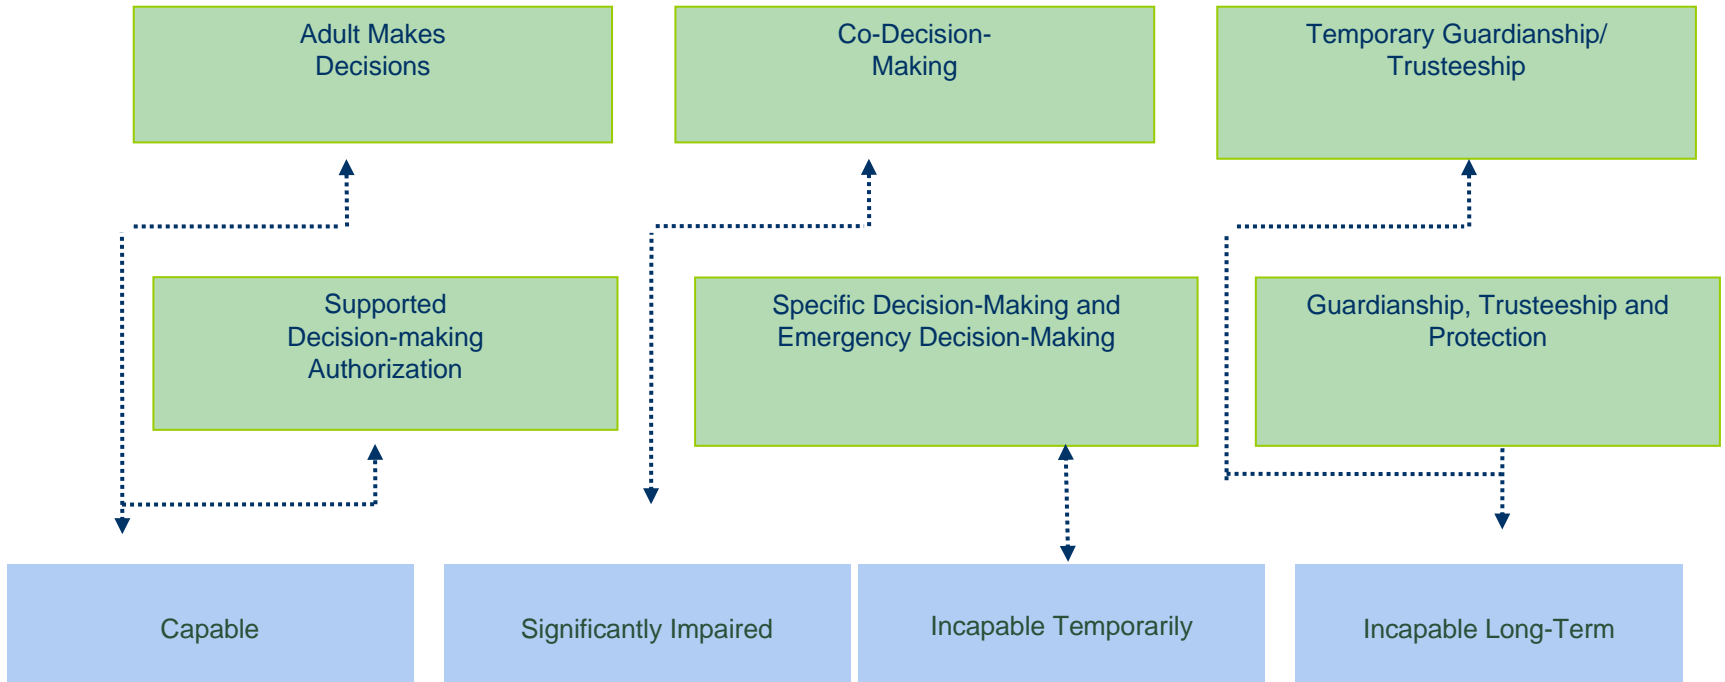 Adult Makes
Decisions
Co-Decision-
Making
Temporary Guardianship/
Trusteeship
Supported
Decision-making
Authorization
Specific Decision-Making and
Emergency Decision-Making
Guardianship, Trusteeship and
Protection
Capable
Significantly Impaired
Incapable Temporarily
Incapable Long-Term